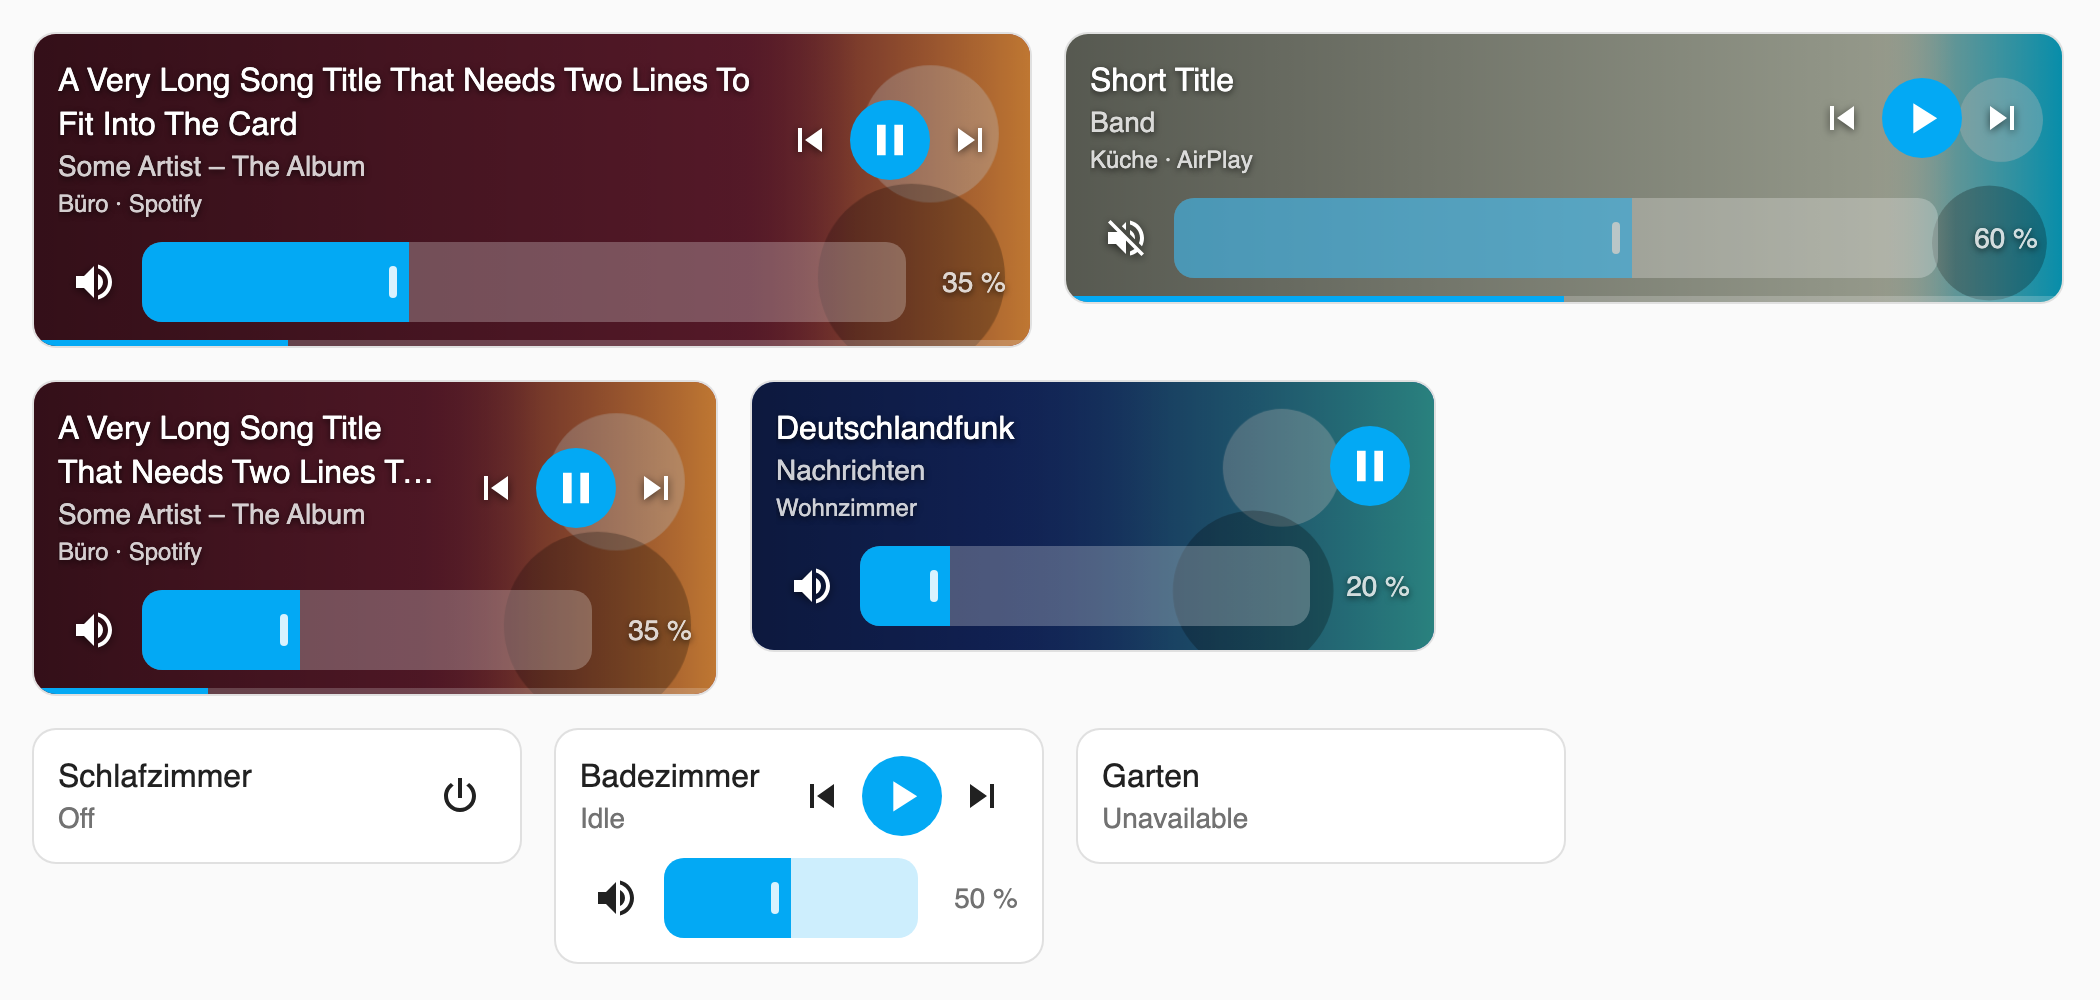 A Very Long Song Title That Needs Two Lines To
Fit Into The Card
Some Artist – The Album
Büro · Spotify
35 %
Short Title
Band
Küche · AirPlay
60 %
A Very Long Song Title
That Needs Two Lines T…
Some Artist – The Album
Büro · Spotify
35 %
Deutschlandfunk
Nachrichten
Wohnzimmer
20 %
Schlafzimmer
Off
Badezimmer
Idle
50 %
Garten
Unavailable